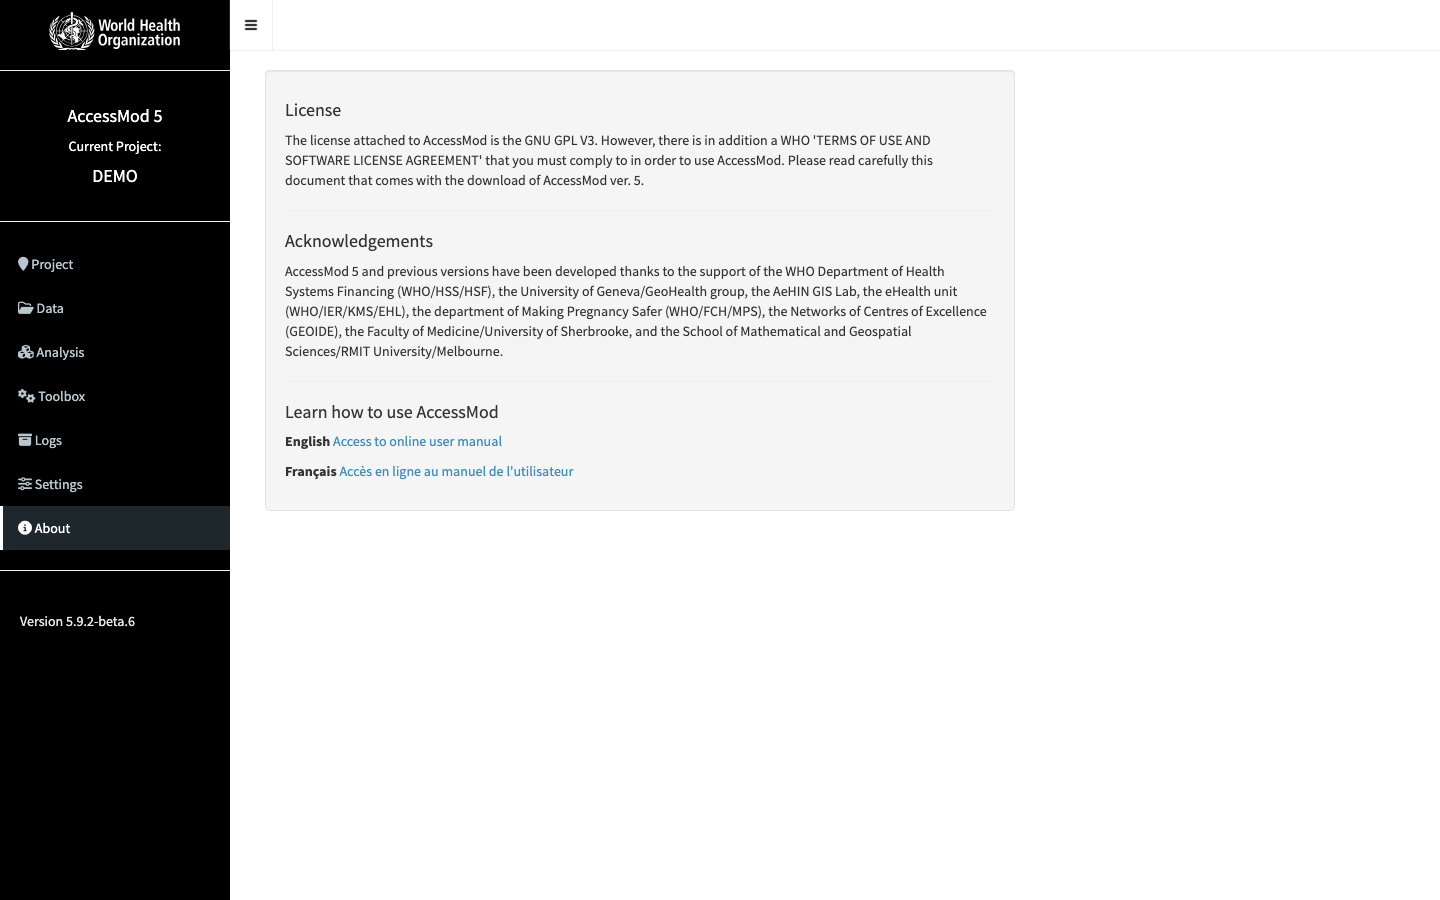 World Health
Organization
AccessMod 5
Current Project:
DEMO
Project
Data
Analysis
Toolbox
Logs
Settings
About
Version 5.9.2-beta.6
License
The license attached to AccessMod is the GNU GPL V3. However, there is in addition a WHO 'TERMS OF USE AND
SOFTWARE LICENSE AGREEMENT' that you must comply to in order to use AccessMod. Please read carefully this
document that comes with the download of AccessMod ver. 5.
Acknowledgements
AccessMod 5 and previous versions have been developed thanks to the support of the WHO Department of Health
Systems Financing (WHO/HSS/HSF), the University of Geneva/GeoHealth group, the AeHIN GIS Lab, the eHealth unit
(WHO/IER/KMS/EHL), the department of Making Pregnancy Safer (WHO/FCH/MPS), the Networks of Centres of Excellence
(GEOIDE), the Faculty of Medicine/University of Sherbrooke, and the School of Mathematical and Geospatial
Sciences/RMIT University/Melbourne.
Learn how to use AccessMod
English Access to online user manual
Français Accès en ligne au manuel de l'utilisateur